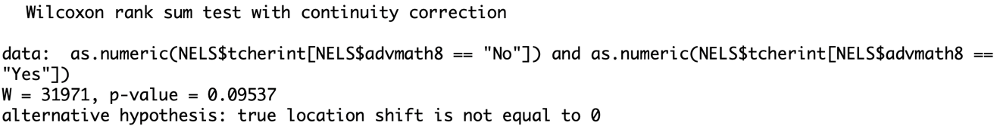 Wilcoxon rank sum test with continuity correction
data:  as.numeric(NELS$tcherint[NELS$advmath8 == "No"]) and as.numeric(NELS$tcherint[NELS$advmath8 ==
"Yes"])
W = 31971, p-value = 0.09537
alternative hypothesis: true location shift is not equal to 0